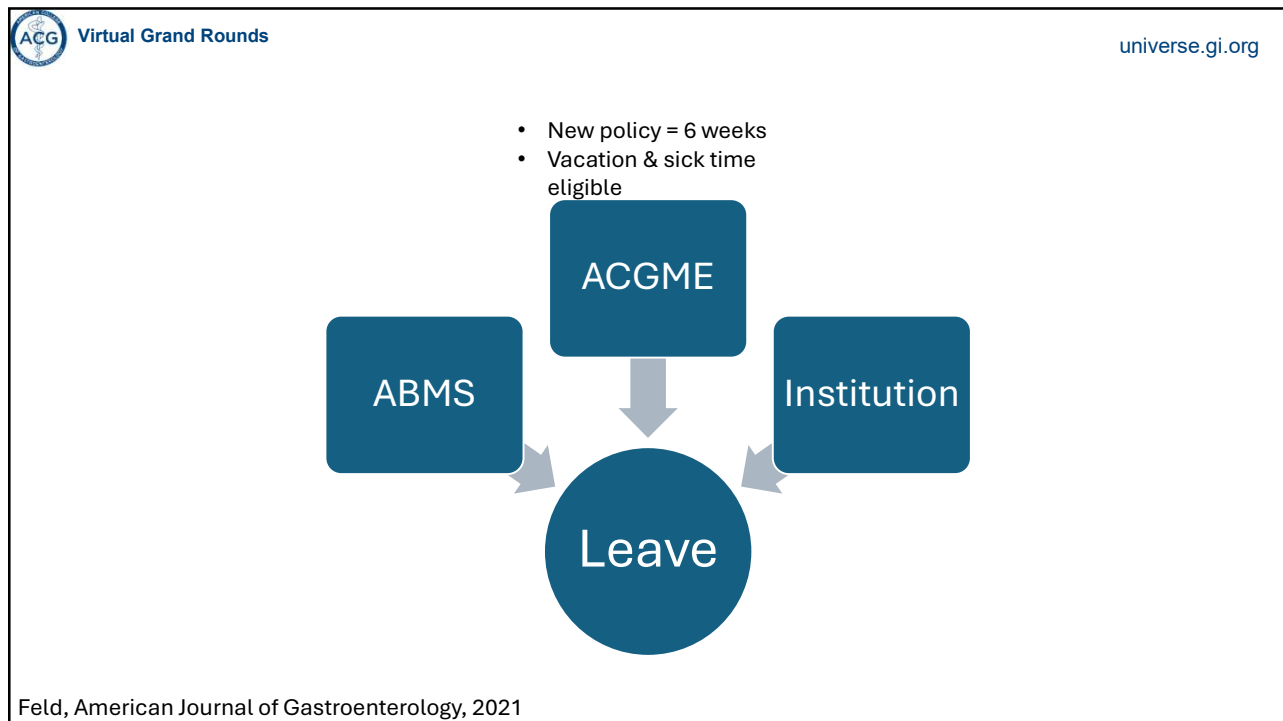 ACG
Virtual Grand Rounds
universe.gi.org
• New policy = 6 weeks
• Vacation & sick time
eligible
ACGME
ABMS
Institution
Leave
Feld, American Journal of Gastroenterology, 2021